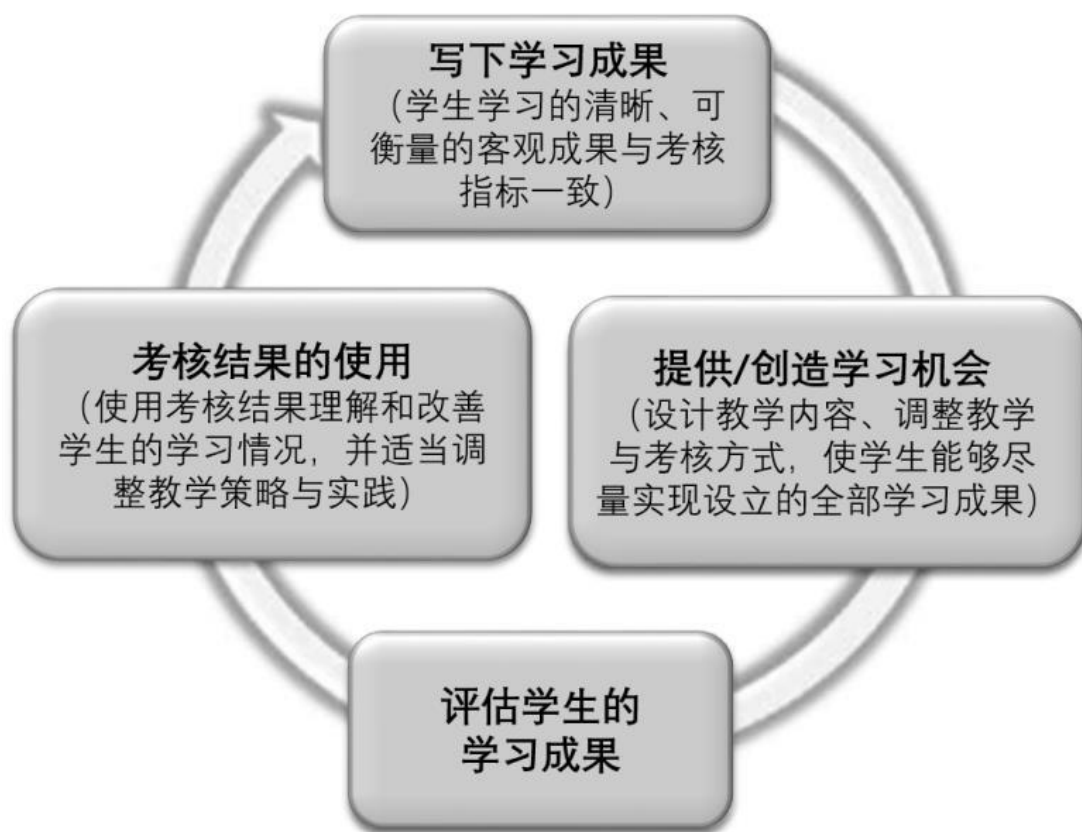 写下学习成果
（学生学习的清晰、可
衡量的客观成果与考核
指标一致）
提供/创造学习机会
（设计教学内容、调整教学
与考核方式，使学生能够尽
量实现设立的全部学习成果）
评估学生的
学习成果
考核结果的使用
（使用考核结果理解和改善
学生的学习情况，并适当调
整教学策略与实践）